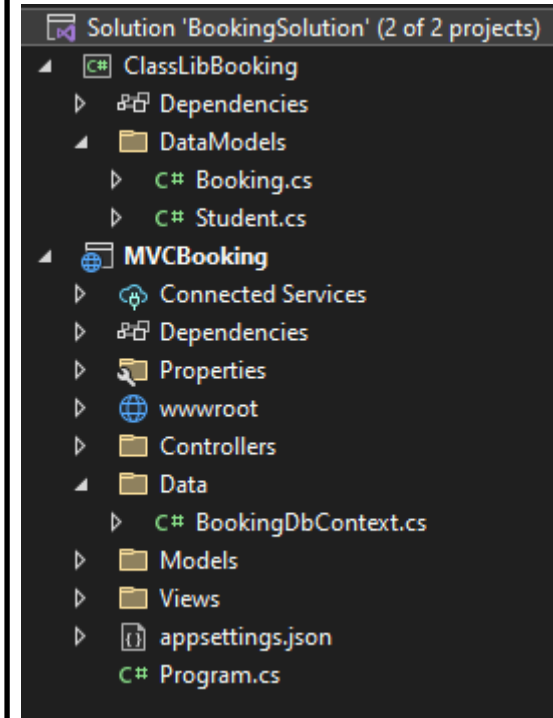 Solution 'BookingSolution' (2 of 2 projects)
C# ClassLibBooking
Dependencies
DataModels
C# Booking.cs
C# Student.cs
MVCBooking
Connected Services
Dependencies
Properties
wwwroot
Controllers
Data
C# BookingDbContext.cs
Models
Views
appsettings.json
C# Program.cs